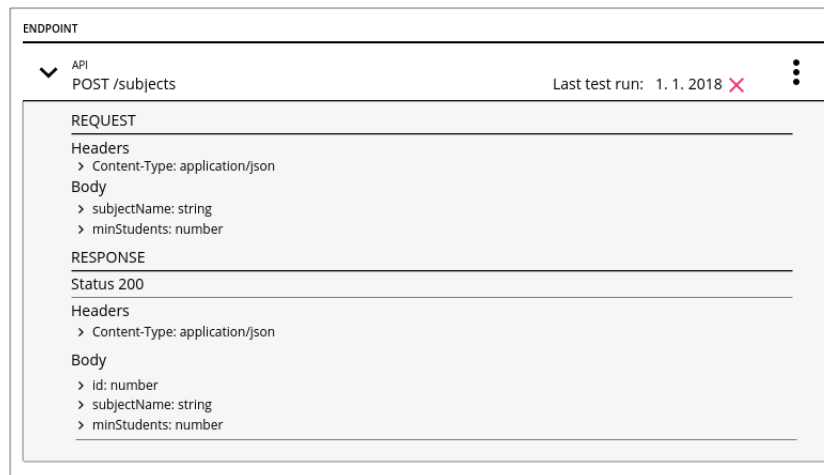 ENDPOINT
API
POST /subjects
Last test run: 1. 1. 2018
REQUEST
Headers
Content-Type: application/json
Body
subjectName: string
minStudents: number
RESPONSE
Status 200
Headers
Content-Type: application/json
Body
id: number
subjectName: string
minStudents: number